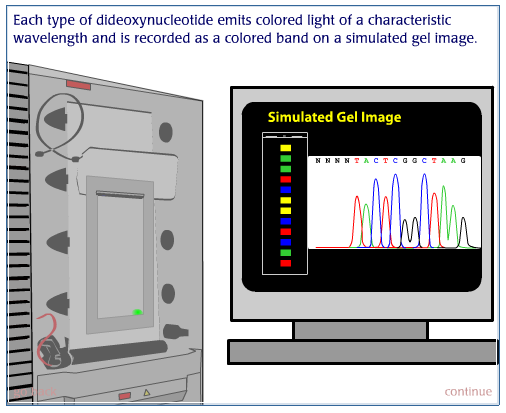 Each type of dideoxynucleotide emits colored light of a characteristic
wavelength and is recorded as a colored band on a simulated gel image.
Simulated Gel Image
N N N N T A C T C G G C T A A G
continue